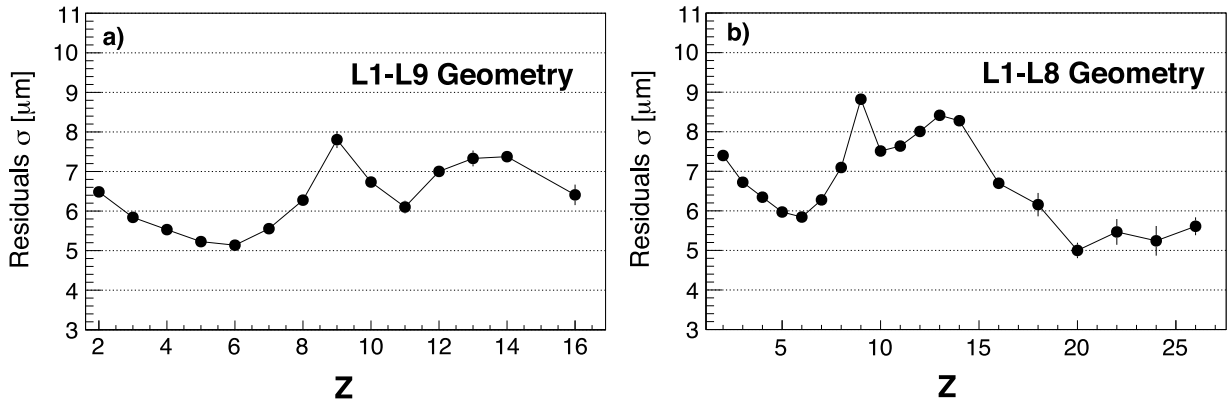 a)
L1-L9 Geometry
Residuals σ [μm]
11
10
9
8
7
6
5
4
3
2 4 6 8 10 12 14 16
Z
b)
L1-L8 Geometry
Residuals σ [μm]
11
10
9
8
7
6
5
4
3
5 10 15 20 25
Z